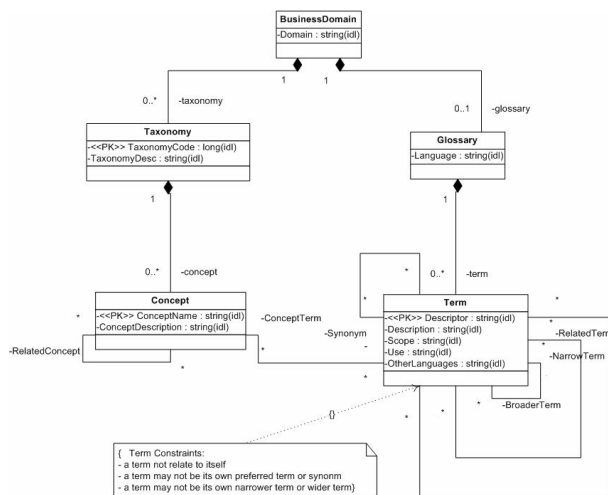 BusinessDomain
-Domain : string(idl)
1
1
0..*
-taxonomy
0..1
-glossary
Taxonomy
-<<PK>> TaxonomyCode : long(idl)
-TaxonomyDesc : string(idl)
Glossary
-Language : string(idl)
1
1
0..*
-concept
*
0..*
-term
Concept
-<<PK>> ConceptName : string(idl)
-ConceptDescription : string(idl)
*
-RelatedConcept
*
-ConceptTerm
*
-Synonym
-
*
*
Term
-<<PK>> Descriptor : string(idl)
-Description : string(idl)
-Scope : string(idl)
-Use : string(idl)
-OtherLanguages : string(idl)
*
*
-RelatedTerm
*
-NarrowTerm
*
*
-BroaderTerm
*
*
{}
{ Term Constraints:
- a term not relate to itself
- a term may not be its own preferred term or synonm
- a term may not be its own narrower term or wider term}